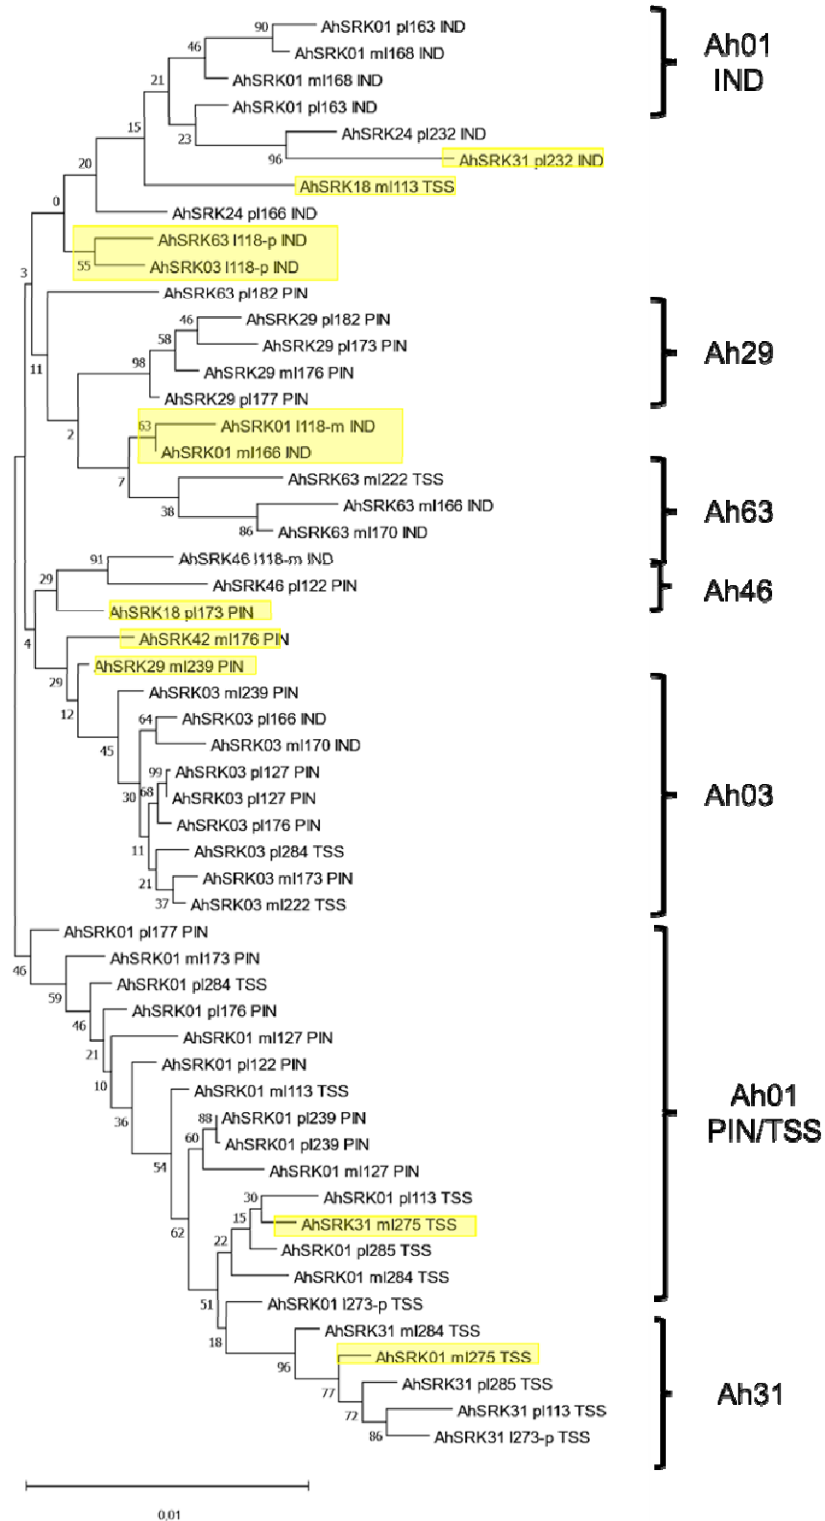 90
AhSRK01 pl163 IND
46
AhSRK01 ml168 IND
Ah01
IND
21
AhSRK01 ml168 IND
AhSRK01 pl163 IND
15
23
AhSRK24 pl232 IND
20
96
AhSRK31 pl232 IND
AhSRK18 ml113 TSS
0
AhSRK24 pl166 IND
AhSRK63 I118-p IND
55
AhSRK03 I118-p IND
3
AhSRK63 pl182 PIN
46
AhSRK29 pl182 PIN
58
AhSRK29 pl173 PIN
Ah29
98
11
AhSRK29 ml176 PIN
AhSRK29 pl177 PIN
63
AhSRK01 I118-m IND
2
AhSRK01 ml166 IND
7
AhSRK63 ml222 TSS
38
AhSRK63 ml166 IND
Ah63
86
AhSRK63 ml170 IND
91
AhSRK46 I118-m IND
29
AhSRK46 pl122 PIN
Ah46
AhSRK18 pl173 PIN
4
AhSRK42 ml176 PIN
AhSRK29 ml239 PIN
29
AhSRK03 ml239 PIN
12
64
AhSRK03 pl166 IND
45
AhSRK03 ml170 IND
99
AhSRK03 pl127 PIN
30
68
AhSRK03 pl127 PIN
Ah03
AhSRK03 pl176 PIN
11
AhSRK03 pl284 TSS
21
AhSRK03 ml173 PIN
37
AhSRK03 ml222 TSS
AhSRK01 pl177 PIN
46
AhSRK01 ml173 PIN
59
AhSRK01 pl284 TSS
46
AhSRK01 pl176 PIN
21
AhSRK01 ml127 PIN
10
AhSRK01 pl122 PIN
36
AhSRK01 ml113 TSS
Ah01
PIN/TSS
88
AhSRK01 pl239 PIN
60
AhSRK01 pl239 PIN
54
AhSRK01 ml127 PIN
30
AhSRK01 pl113 TSS
15
AhSRK31 ml275 TSS
62
22
AhSRK01 pl285 TSS
AhSRK01 ml284 TSS
51
AhSRK01 I273-p TSS
18
AhSRK31 ml284 TSS
96
AhSRK01 ml275 TSS
77
AhSRK31 pl285 TSS
Ah31
72
AhSRK31 pl113 TSS
86
AhSRK31 I273-p TSS
0,01